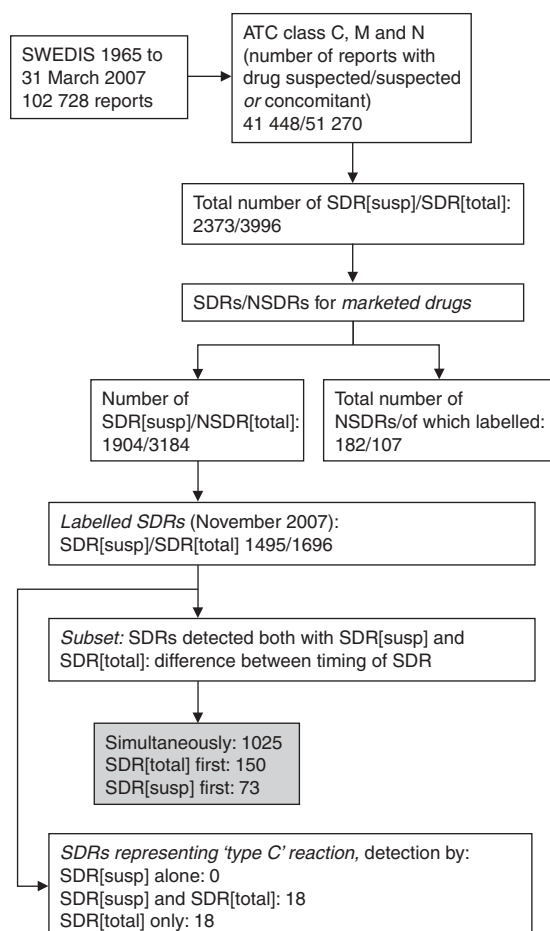 SWEDIS 1965 to
31 March 2007
102 728 reports
ATC class C, M and N
(number of reports with
drug suspected/suspected
or concomitant)
41 448/51 270
Total number of SDR[susp]/SDR[total]:
2373/3996
SDRs/NSDRs for marketed drugs
Number of
SDR[susp]/NSDR[total]:
1904/3184
Total number of
NSDRs/of which labelled:
182/107
Labelled SDRs (November 2007):
SDR[susp]/SDR[total] 1495/1696
Subset: SDRs detected both with SDR[susp] and
SDR[total]: difference between timing of SDR
Simultaneously: 1025
SDR[total] first: 150
SDR[susp] first: 73
SDRs representing ‘type C’ reaction, detection by:
SDR[susp] alone: 0
SDR[susp] and SDR[total]: 18
SDR[total] only: 18